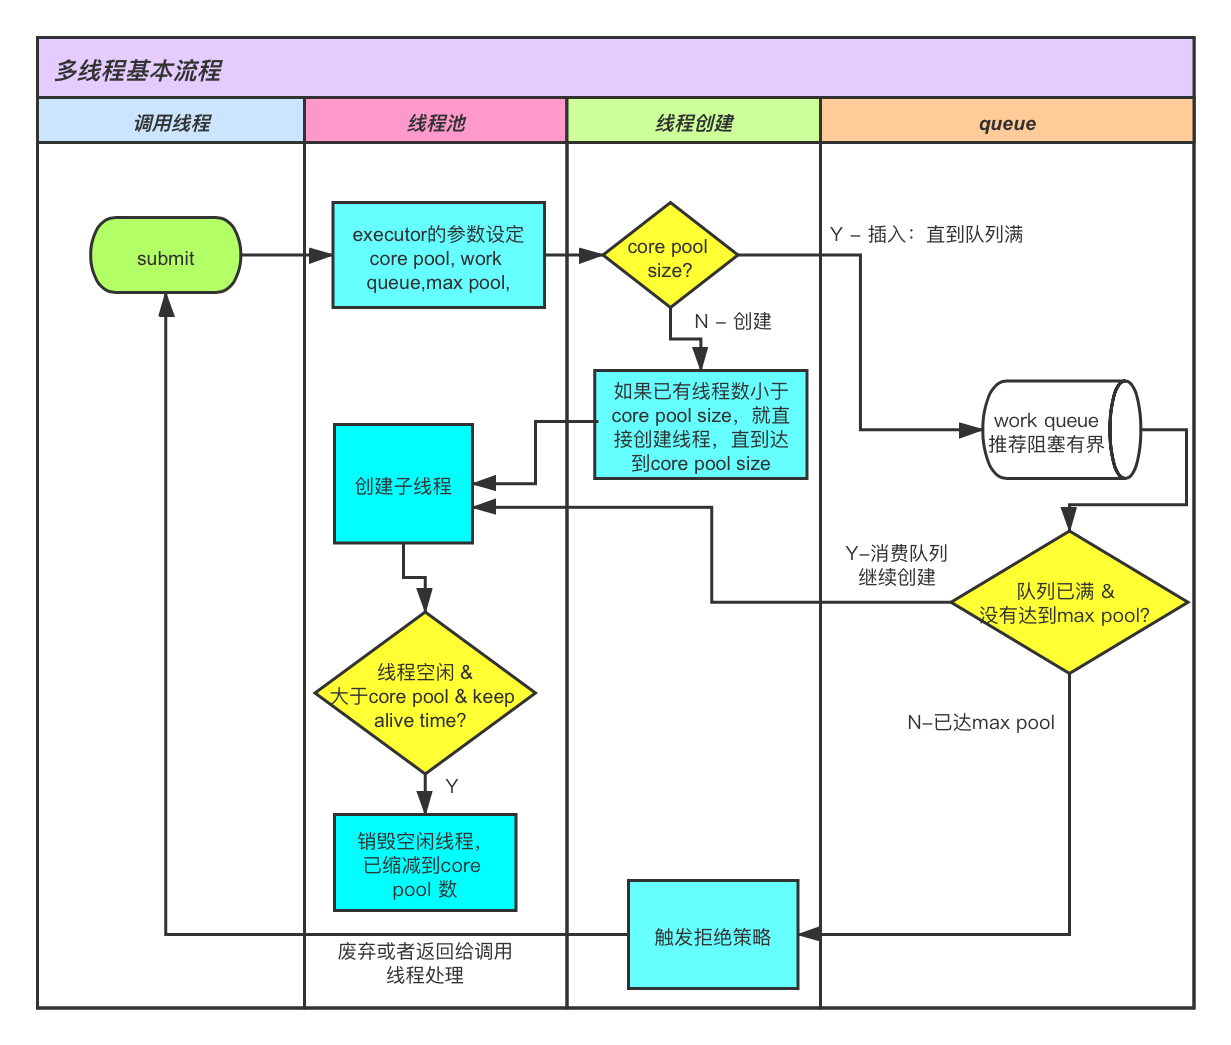 多线程基本流程
调用线程
线程池
线程创建
queue
submit
executor的参数设定
core pool, work
queue,max pool,
core pool
size?
Y - 插入：直到队列满
N - 创建
如果已有线程数小于
core pool size，就直
接创建线程，直到达
到core pool size
work queue
推荐阻塞有界
创建子线程
Y-消费队列
继续创建
队列已满 &
没有达到max pool?
线程空闲 &
大于core pool & keep
alive time?
N-已达max pool
Y
销毁空闲线程，
已缩减到core
pool 数
触发拒绝策略
废弃或者返回给调用
线程处理